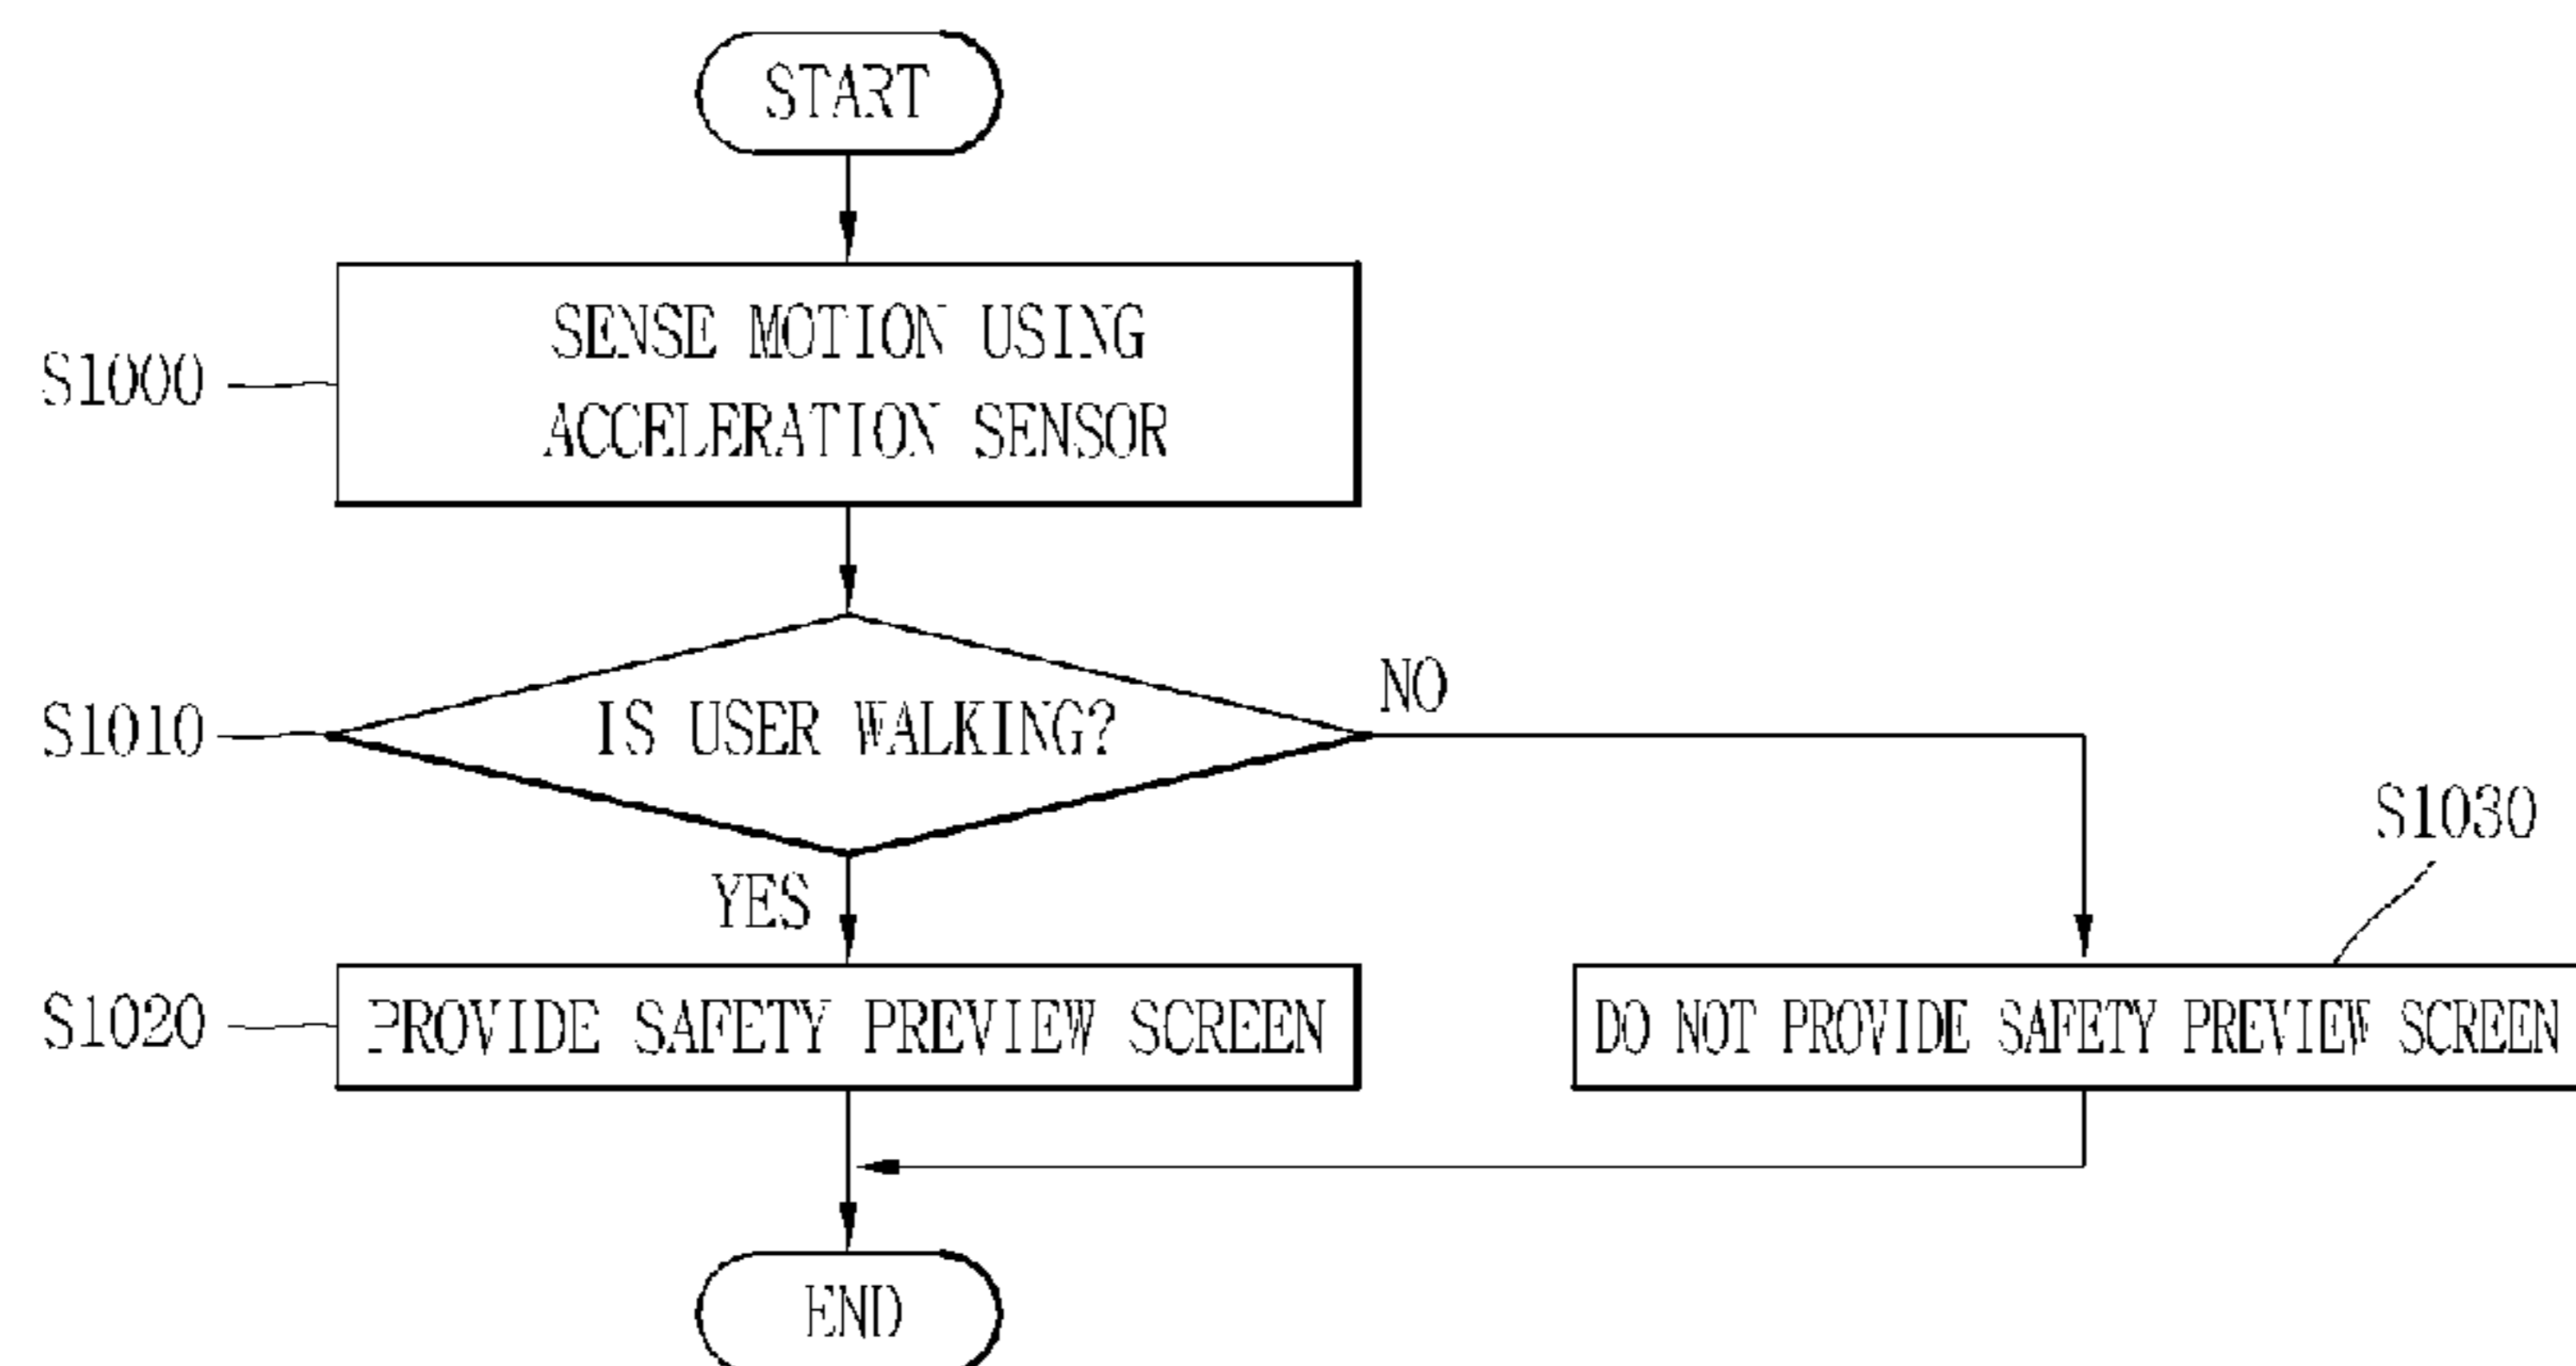 START
SENSE MOTION USING
ACCELERATION SENSOR
S1000
IS USER WALKING?
S1010
NO
YES
S1030
S1020
PROVIDE SAFETY PREVIEW SCREEN
DO NOT PROVIDE SAFETY PREVIEW SCREEN
END